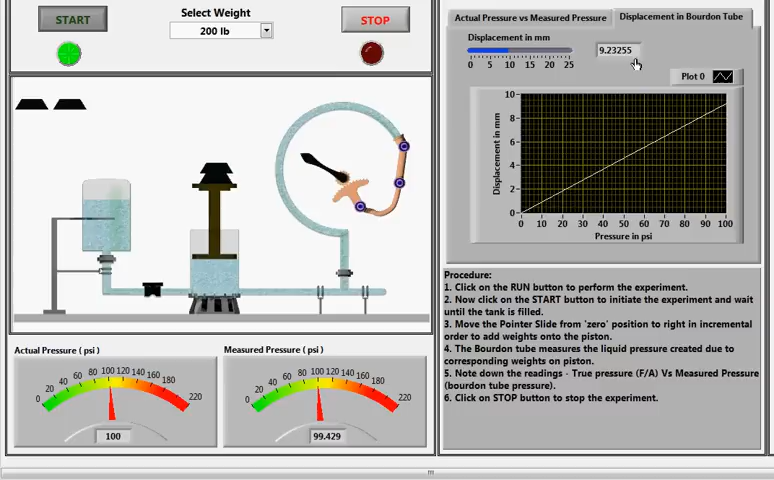 START
Select Weight
200 lb
STOP
Actual Pressure vs Measured Pressure
Displacement in Bourdon Tube
Displacement in mm
0 5 10 15 20 25
9.23255
Plot 0
Displacement in mm
10
8
6
4
2
0
0 10 20 30 40 50 60 70 80 90 100
Pressure in psi
Procedure:
1. Click on the RUN button to perform the experiment.
2. Now click on the START button to initiate the experiment and wait
until the tank is filled.
3. Move the Pointer Slide from 'zero' position to right in incremental
order to add weights onto the piston.
4. The Bourdon tube measures the liquid pressure created due to
corresponding weights on piston.
5. Note down the readings - True pressure (F/A) Vs Measured Pressure
(bourdon tube pressure).
6. Click on STOP button to stop the experiment.
Actual Pressure ( psi )
0 20 40 60 80 100 120 140 160 180 220
100
Measured Pressure ( psi )
0 20 40 60 80 100 120 140 160 180 220
99.429